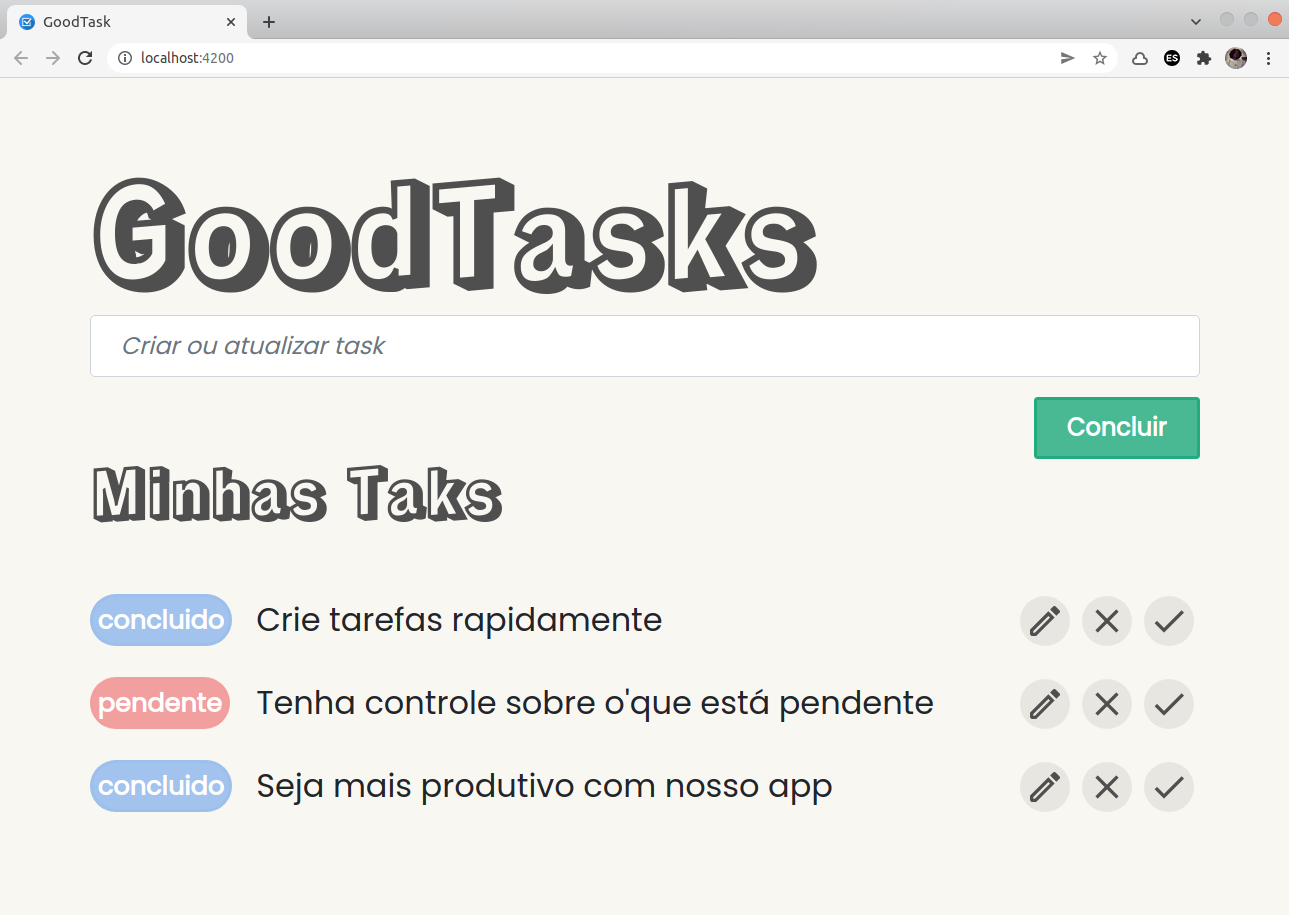 GoodTask
localhost:4200
ES
GoodTasks
Criar ou atualizar task
Concluir
Minhas Taks
concluido Crie tarefas rapidamente
pendente Tenha controle sobre o'que está pendente
concluido Seja mais produtivo com nosso app